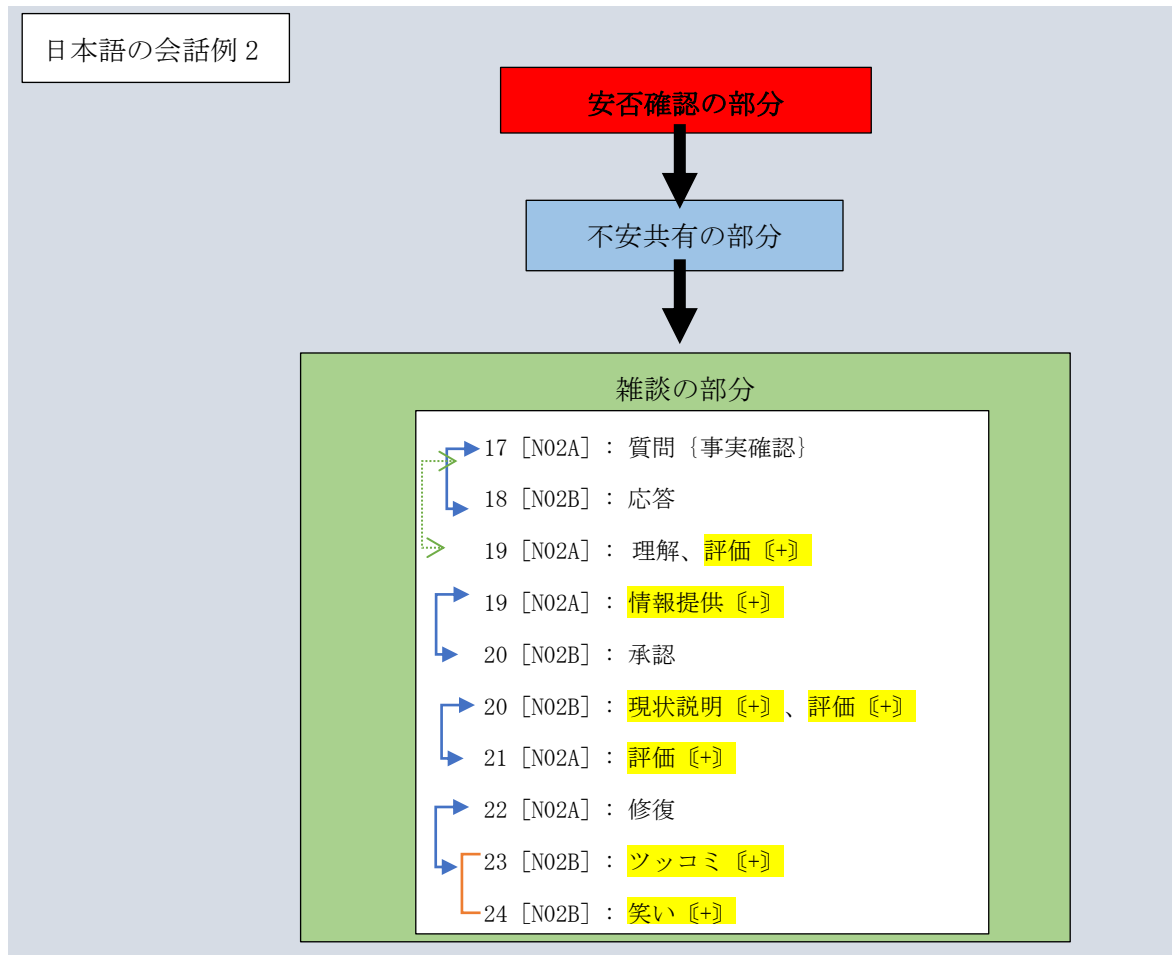 日本語の会話例 2
安否確認の部分
不安共有の部分
雑談の部分
17 [N02A] : 質問 {事実確認}
18 [N02B] : 応答
19 [N02A] : 理解、評価〔+〕
19 [N02A] : 情報提供〔+〕
20 [N02B] : 承認
20 [N02B] : 現状説明〔+〕、評価〔+〕
21 [N02A] : 評価〔+〕
22 [N02A] : 修復
23 [N02B] : ツッコミ〔+〕
24 [N02B] : 笑い〔+〕